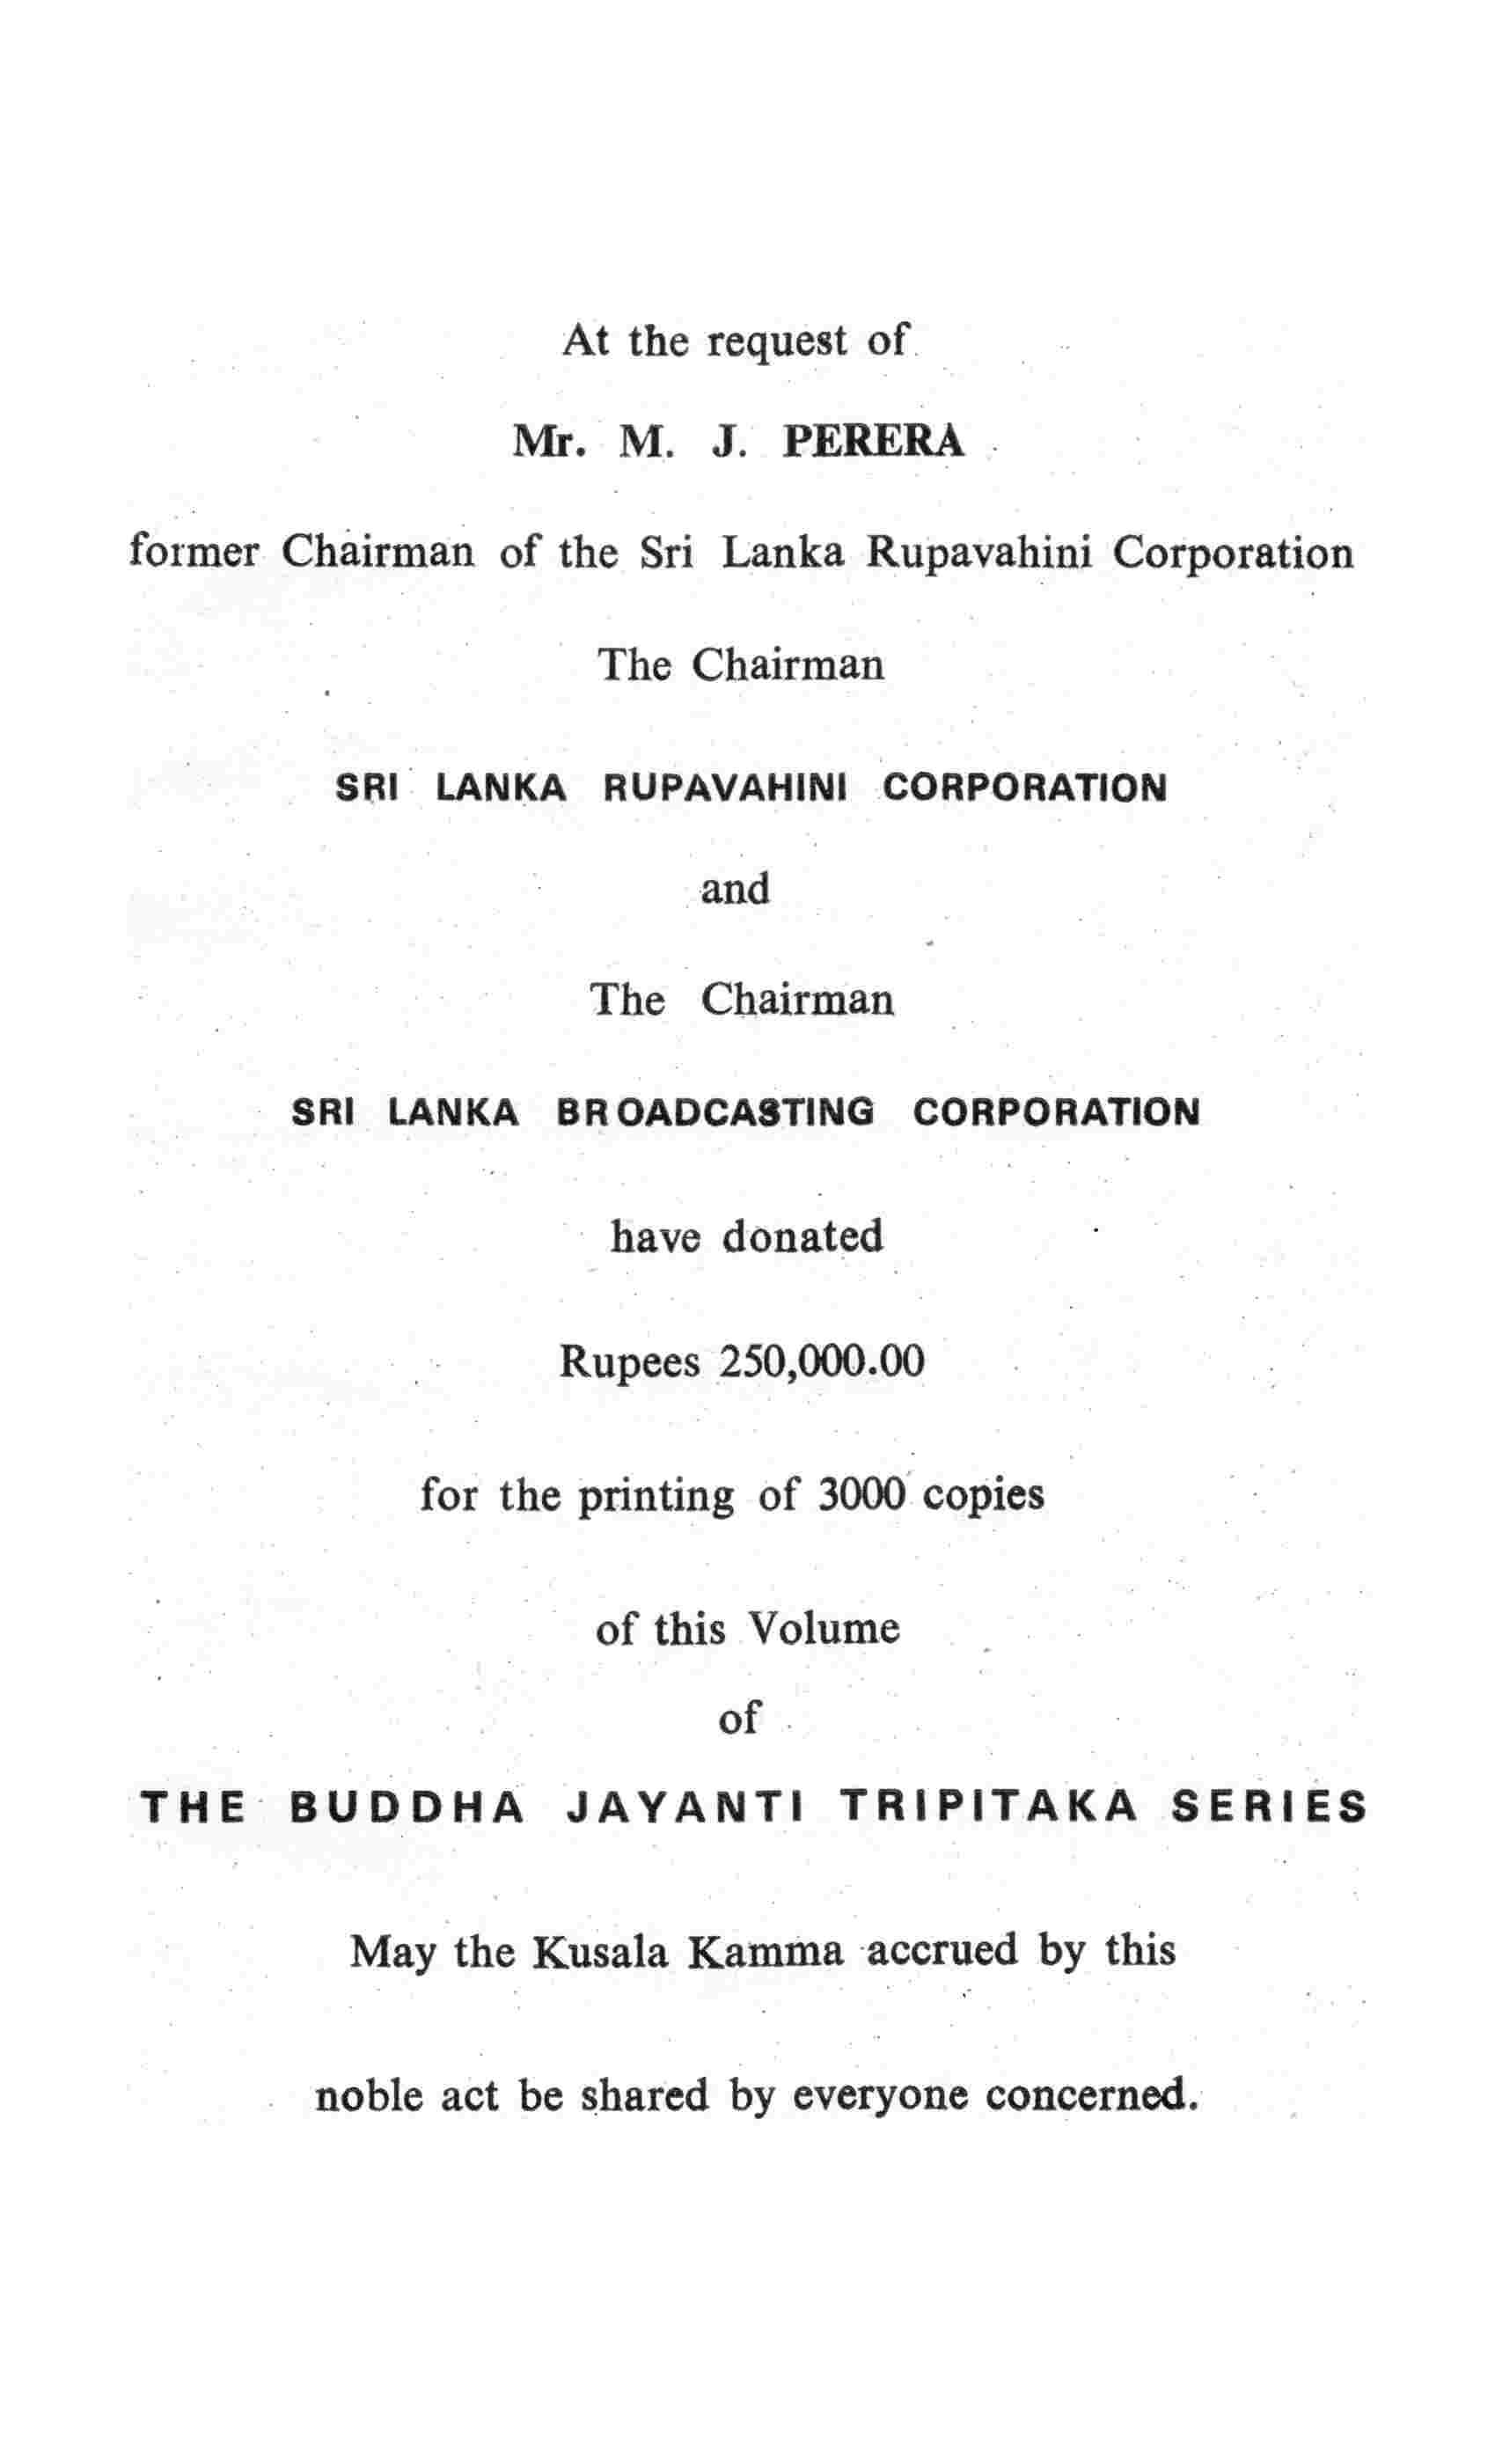 At the request of
Mr. M. J. PERERA
former Chairman of the Sri Lanka Rupavahini Corporation
The Chairman
SRI LANKA RUPAVAHINI CORPORATION
and
The Chairman
SRI LANKA BROADCASTING CORPORATION
have donated
Rupees 250,000.00
for the printing of 3000 copies
of this Volume
of
THE BUDDHA JAYANTI TRIPITAKA SERIES
May the Kusala Kamma accrued by this
noble act be shared by everyone concerned.